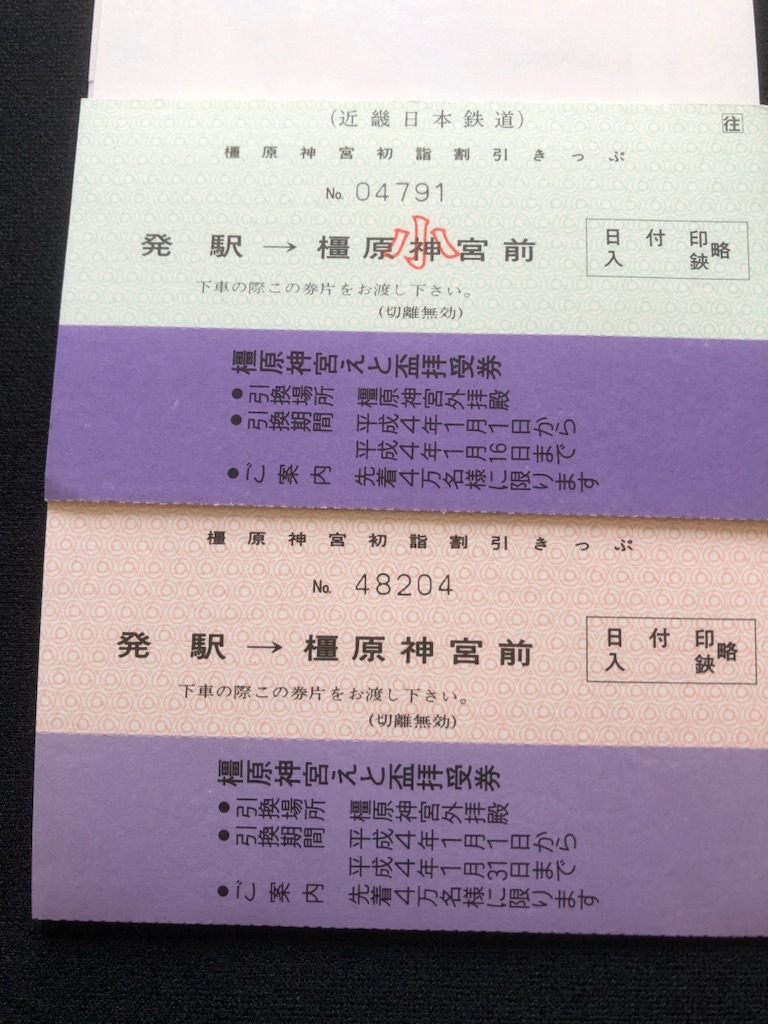 (近畿日本鉄道)
往
橿原神宮初詣割引きっぷ
No. 04791
発駅→橿原神宮前
小
日付印
入鋏
略
下車の際この券片をお渡し下さい。
(切離無効)
橿原神宮えと盃拝受券
●引換場所 橿原神宮外拝殿
●引換期間 平成4年1月1日から
平成4年1月16日まで
●ご案内 先着4万名様に限ります
橿原神宮初詣割引きっぷ
No. 48204
発駅→橿原神宮前
日付印
入鋏
略
下車の際この券片をお渡し下さい。
(切離無効)
橿原神宮えと盃拝受券
●引換場所 橿原神宮外拝殿
●引換期間 平成4年1月1日から
平成4年1月31日まで
●ご案内 先着4万名様に限ります